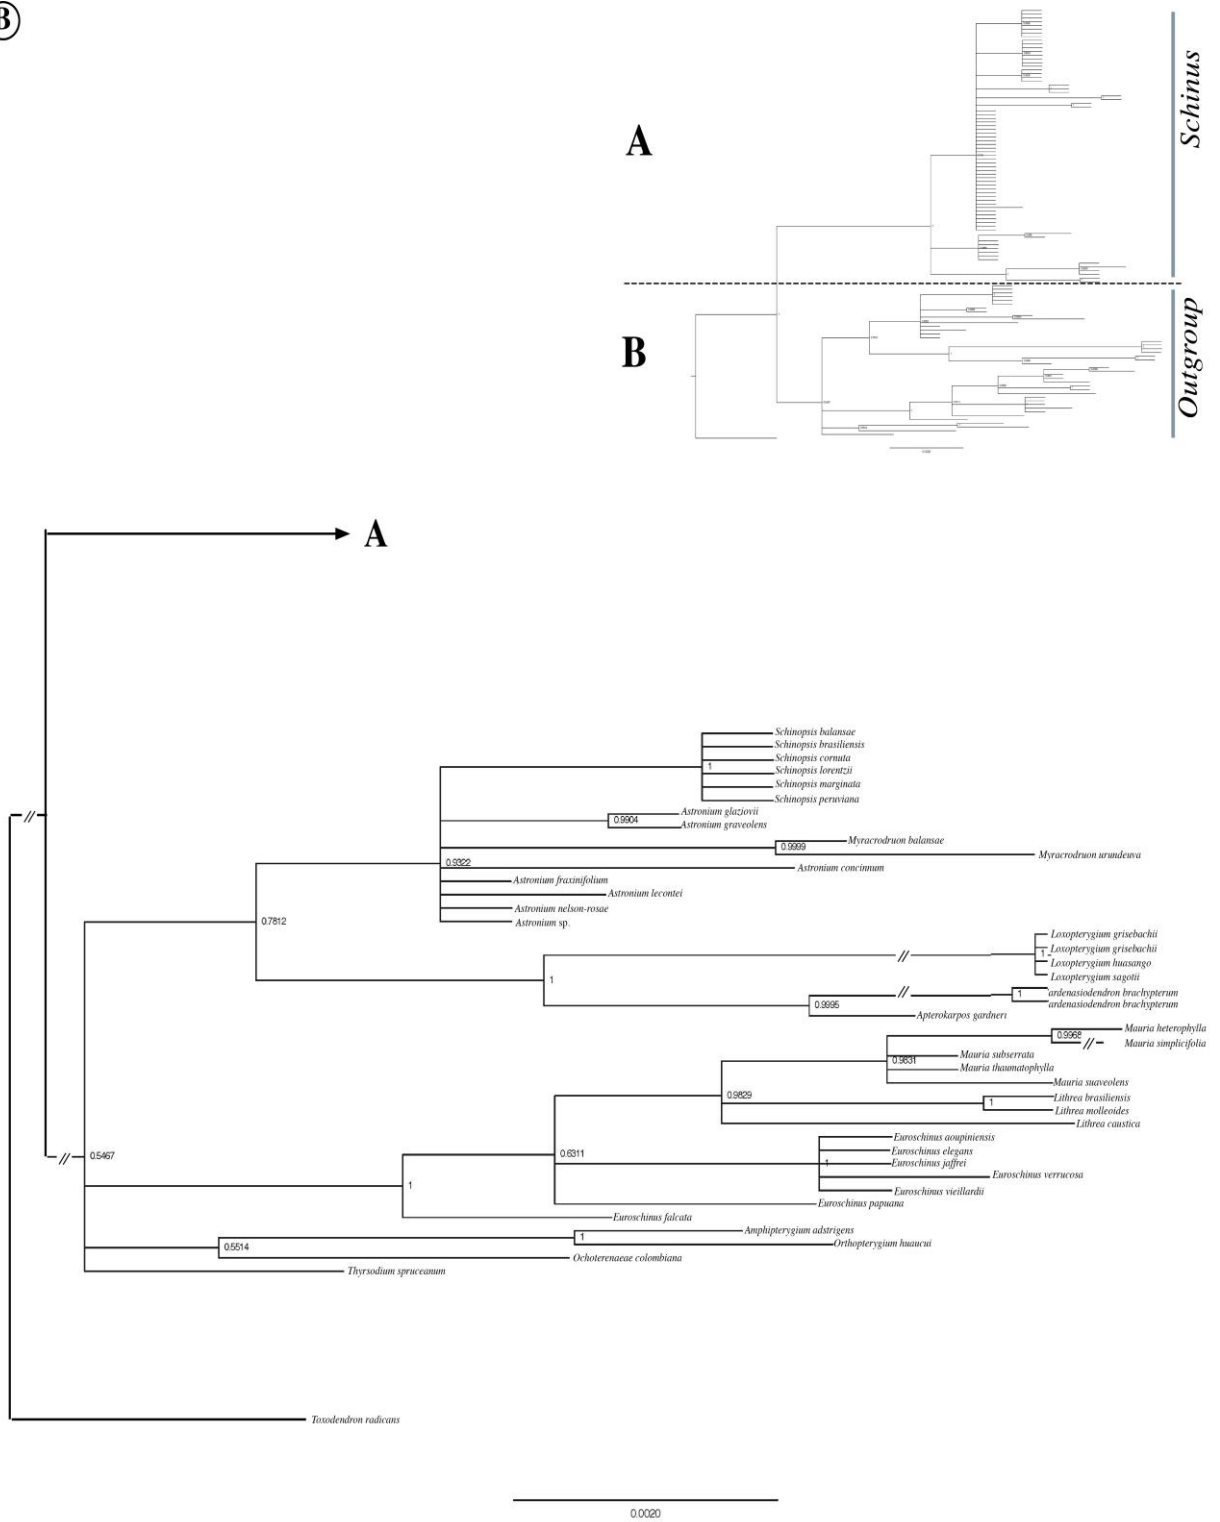 B
A
Schinus
B
Outgroup
A
Schinopsis balansae
Schinopsis brasiliensis
Schinopsis cornuta
1
Schinopsis lorentzii
Schinopsis marginata
Schinopsis peruviana
Astronium glaziovii
0.9904
Astronium graveolens
Myracrodruon balansae
0.9999
Myracrodruon urundeuva
0.9322
Astronium concinnum
Astronium fraxinifolium
Astronium lecontei
Astronium nelson-rosae
0.7812
Astronium sp.
Loxopterygium grisebachii
Loxopterygium grisebachii
1
Loxopterygium huasango
Loxopterygium sagotii
1
1
ardenasiodendron brachypterum
ardenasiodendron brachypterum
0.9995
Apterokarpos gardneri
Mauria heterophylla
0.9968
Mauria simplicifolia
Mauria subserrata
0.9831
Mauria thaumatophylla
Mauria suaveolens
0.9829
Lithrea brasiliensis
1
Lithrea molleoides
Lithrea caustica
Euroschinus aoupiniensis
0.6311
Euroschinus elegans
1
Euroschinus jaffrei
0.5467
Euroschinus verrucosa
1
Euroschinus vieillardii
Euroschinus papuana
Euroschinus falcata
Amphipterygium adstrigens
1
Orthopterygium huaucui
0.5514
Ochoterenaeae colombiana
Thyrsodium spruceanum
Toxodendron radicans
0.0020